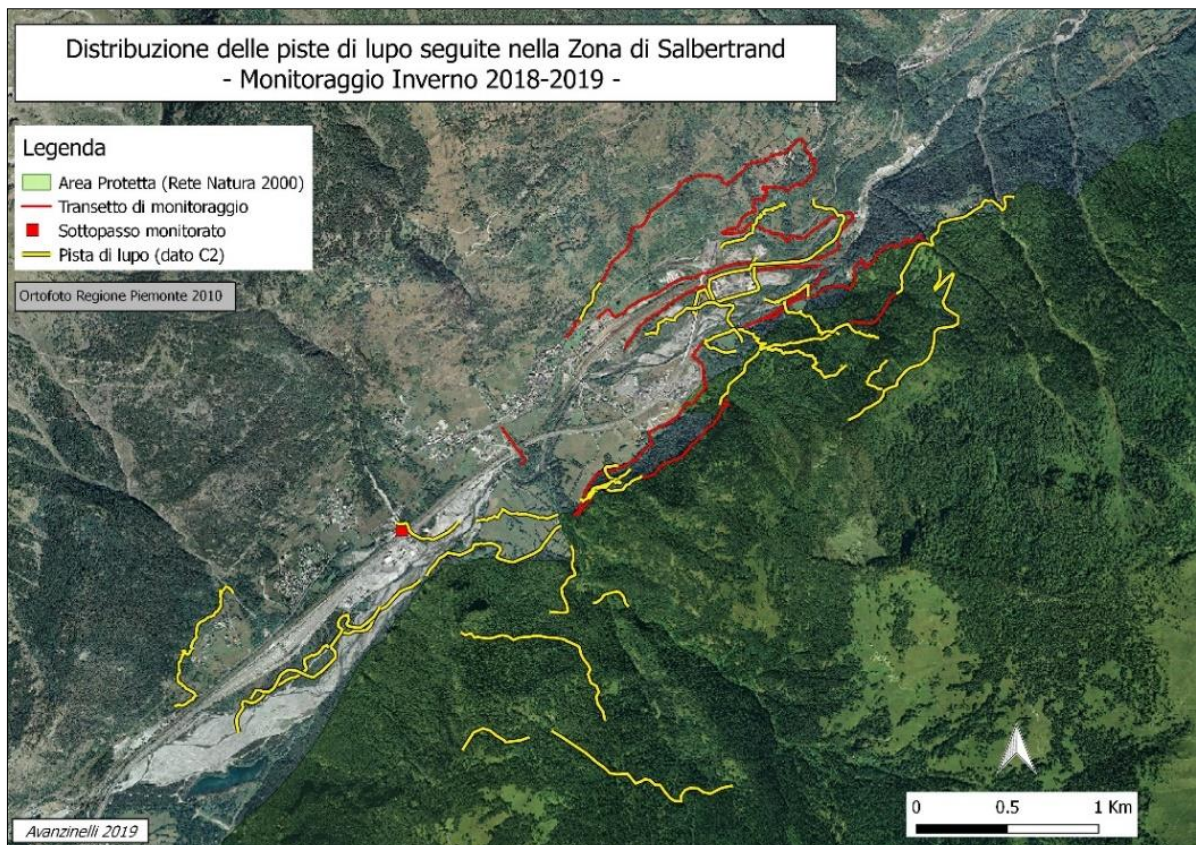 Distribuzione delle piste di lupo seguite nella Zona di Salbertrand
- Monitoraggio Inverno 2018-2019 -
Legenda
Area Protetta (Rete Natura 2000)
Transetto di monitoraggio
Sottopasso monitorato
Pista di lupo (dato C2)
Ortofoto Regione Piemonte 2010
0 0.5 1 Km
Avanzinelli 2019